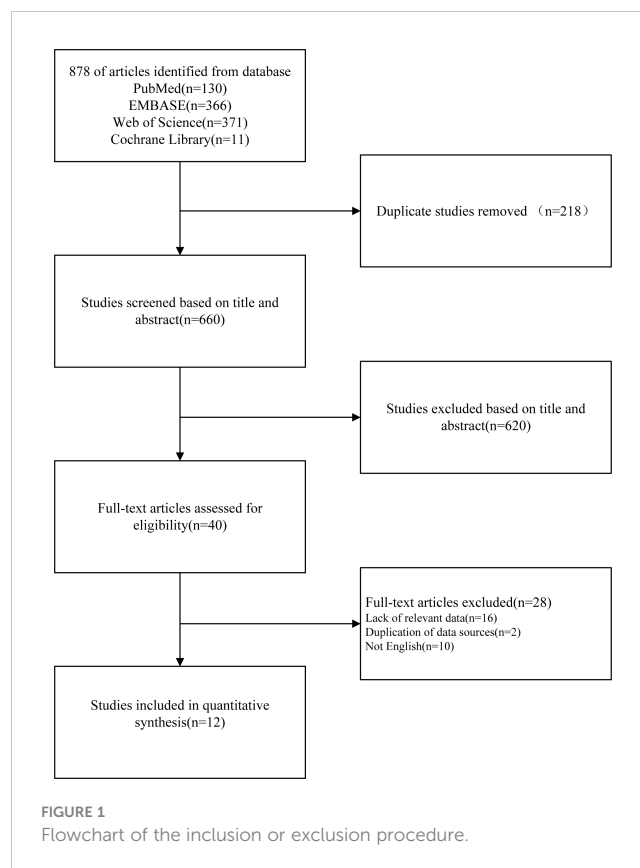 878 of articles identified from database
PubMed(n=130)
EMBASE(n=366)
Web of Science(n=371)
Cochrane Library(n=11)
Duplicate studies removed （n=218）
Studies screened based on title and
abstract(n=660)
Studies excluded based on title and
abstract(n=620)
Full-text articles assessed for
eligibility(n=40)
Full-text articles excluded(n=28)
Lack of relevant data(n=16)
Duplication of data sources(n=2)
Not English(n=10)
Studies included in quantitative
synthesis(n=12)
FIGURE 1
Flowchart of the inclusion or exclusion procedure.